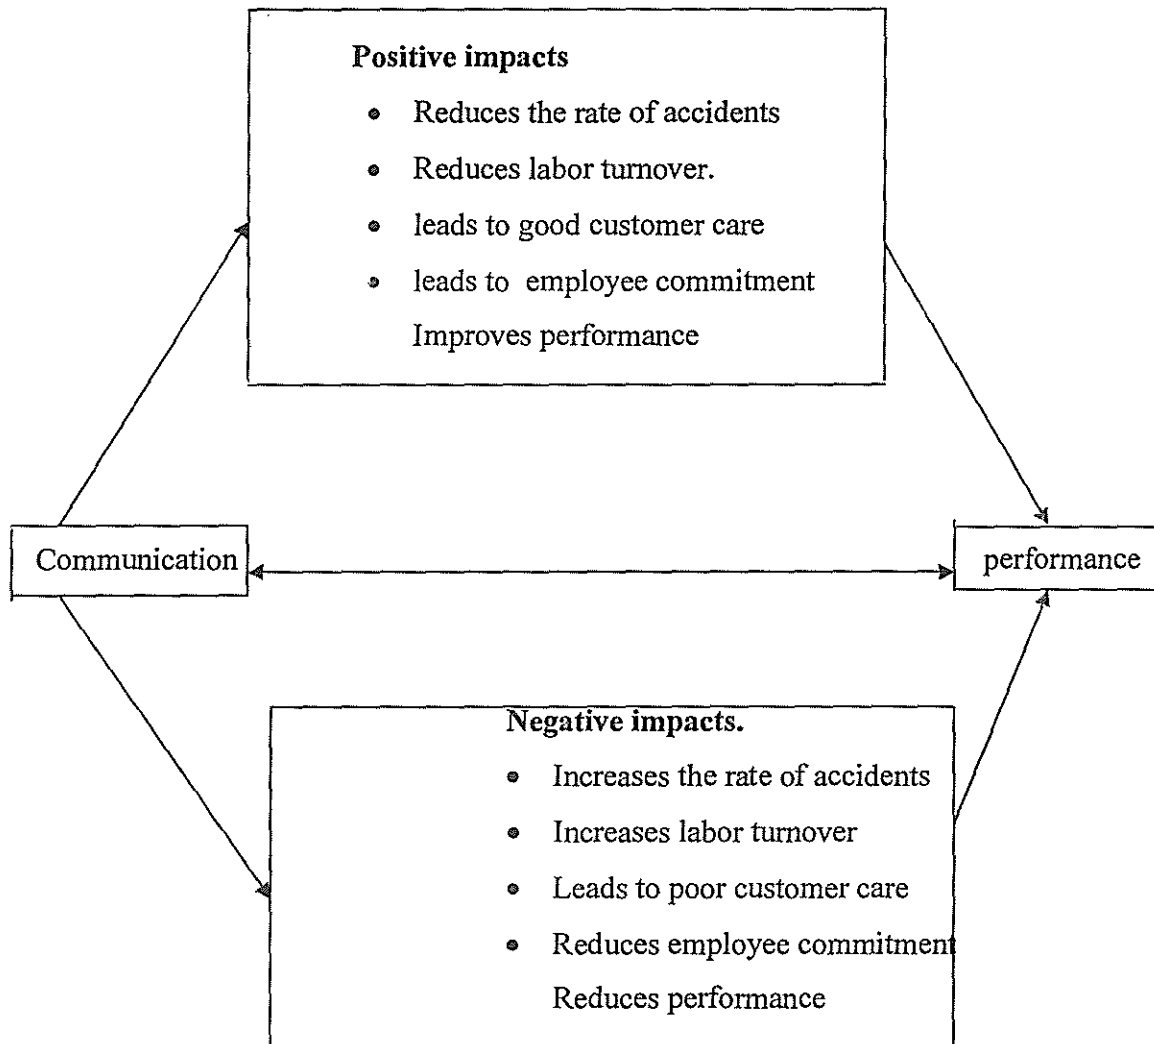 Positive impacts
• Reduces the rate of accidents
• Reduces labor turnover.
• leads to good customer care
• leads to employee commitment
Improves performance
Communication
performance
Negative impacts.
• Increases the rate of accidents
• Increases labor turnover
• Leads to poor customer care
• Reduces employee commitment
Reduces performance